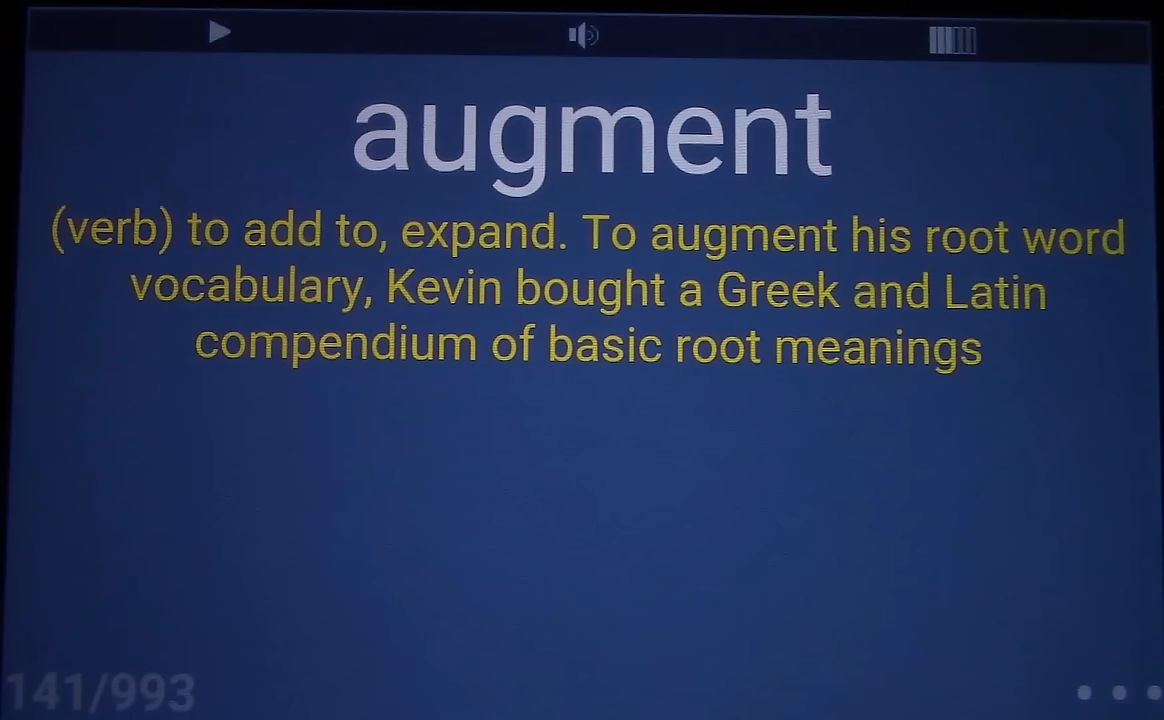 augment
(verb) to add to, expand. To augment his root word
vocabulary, Kevin bought a Greek and Latin
compendium of basic root meanings
141/993